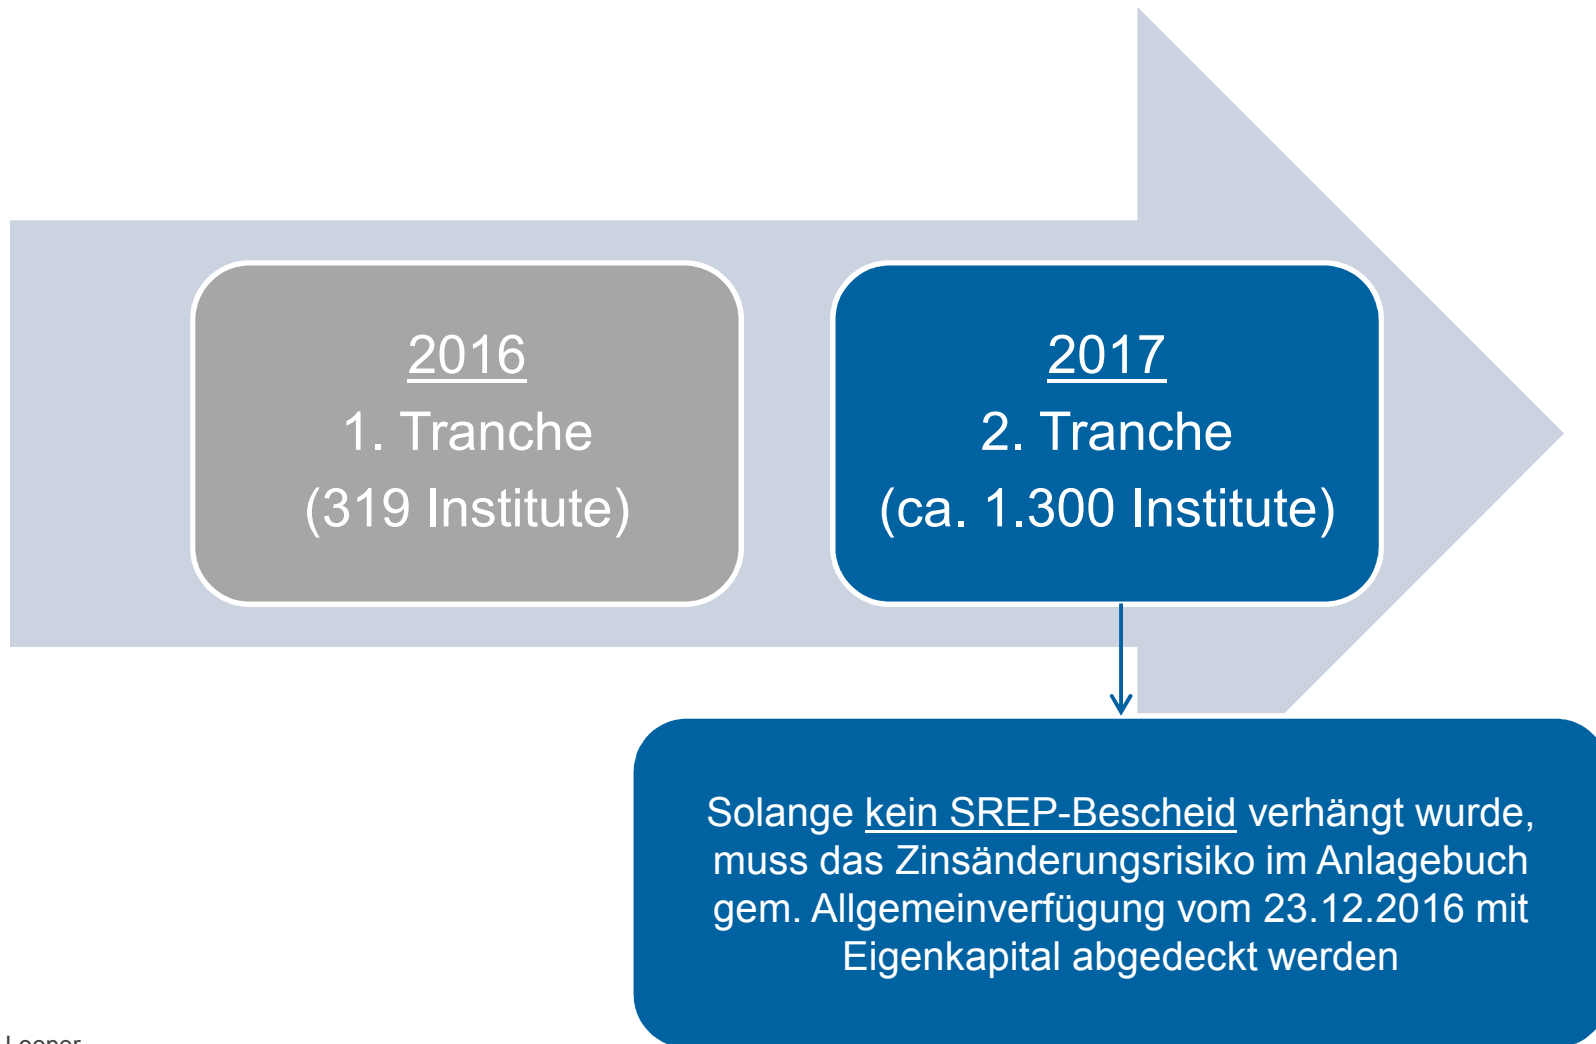 2016
1. Tranche
(319 Institute)
2017
2. Tranche
(ca. 1.300 Institute)
Solange kein SREP-Bescheid verhängt wurde,
muss das Zinsänderungsrisiko im Anlagebuch
gem. Allgemeinverfügung vom 23.12.2016 mit
Eigenkapital abgedeckt werden